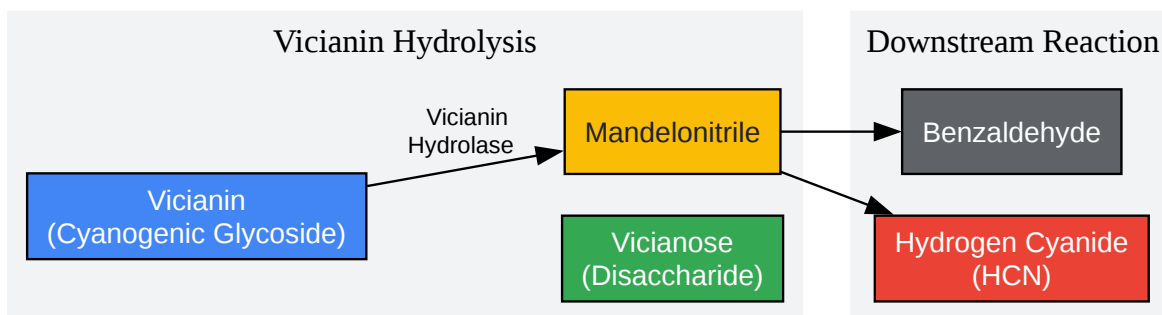 Vicianin Hydrolysis
Downstream Reaction
Vicianin
Hydrolase
Mandelonitrile
Benzaldehyde
Vicianin
(Cyanogenic Glycoside)
Vicianose
(Disaccharide)
Hydrogen Cyanide
(HCN)